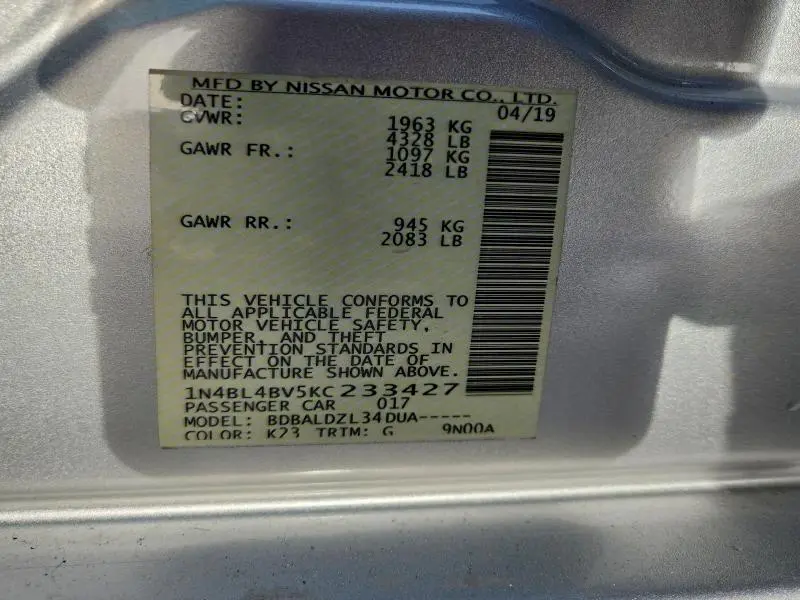 MFD BY NISSAN MOTOR CO., LTD.
DATE: 04/19
GVWR: 1963 KG
4328 LB
GAWR FR.: 1097 KG
2418 LB
GAWR RR.: 945 KG
2083 LB
THIS VEHICLE CONFORMS TO
ALL APPLICABLE FEDERAL
MOTOR VEHICLE SAFETY,
BUMPER, AND THEFT
PREVENTION STANDARDS IN
EFFECT ON THE DATE OF
MANUFACTURE SHOWN ABOVE.
1N4BL4BV5KC233427
PASSENGER CAR 017
MODEL: BDBALDZL34DUA-----
COLOR: K23 TRIM: G 9N00A